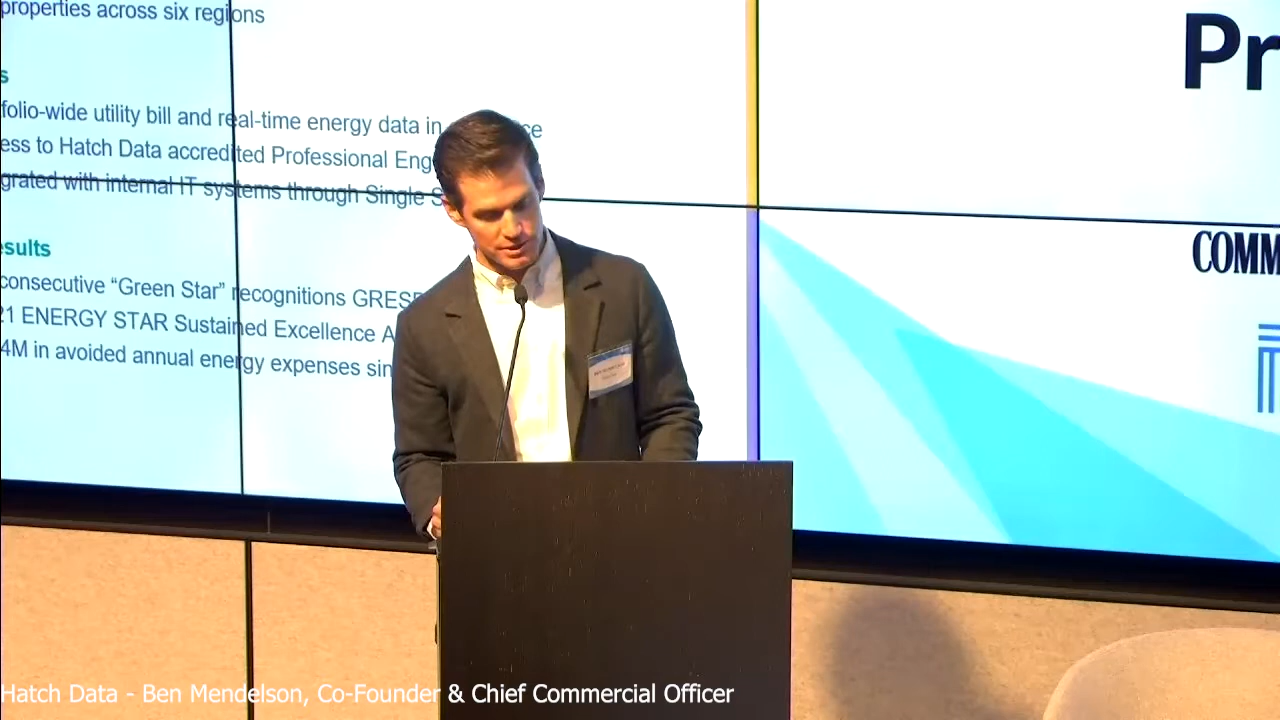 properties across six regions
s
folio-wide utility bill and real-time energy data in
ess to Hatch Data accredited Professional Eng
grated with internal IT systems through Single S
esults
consecutive “Green Star” recognitions GRESB
21 ENERGY STAR Sustained Excellence A
4M in avoided annual energy expenses sin
Pr
COMM
Hatch Data - Ben Mendelson, Co-Founder & Chief Commercial Officer